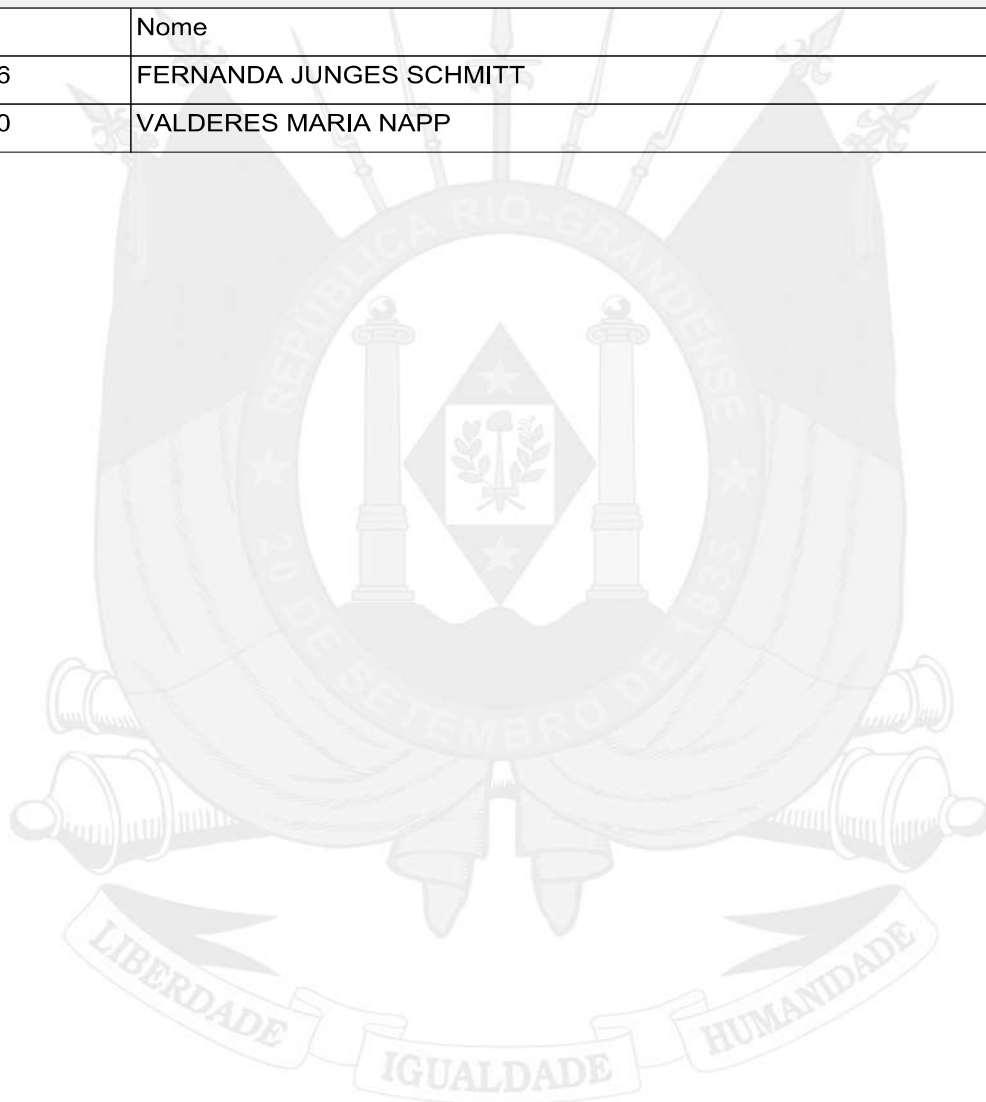 Nome
6 FERNANDA JUNGES SCHMITT
0 VALDERES MARIA NAPP
REPÚBLICA RIO-GRANDENSE
20 DE SETEMBRO DE 1835
LIBERDADE IGUALDADE HUMANIDADE